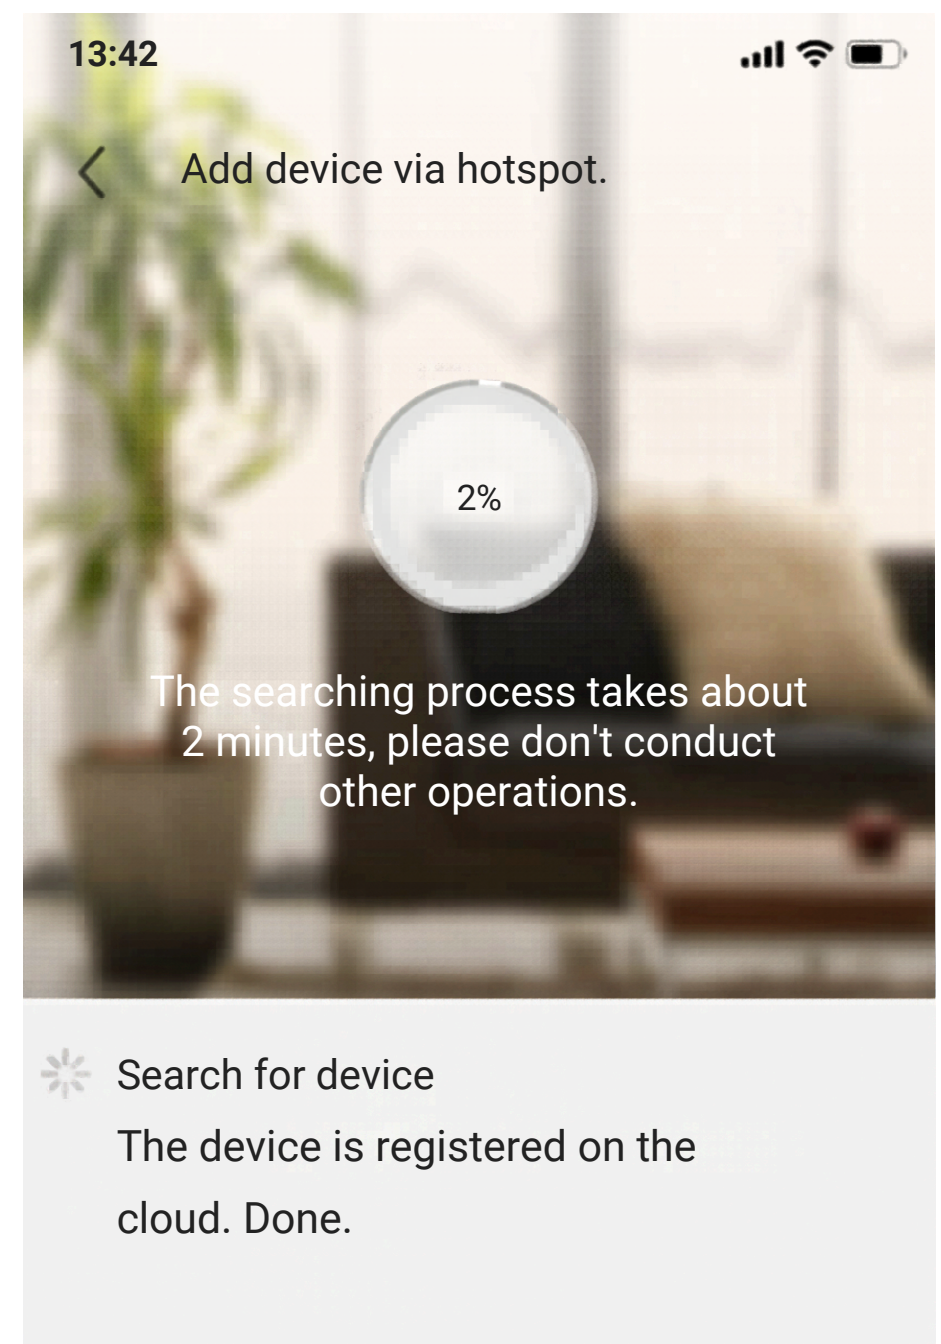 13:42
Add device via hotspot.
2%
The searching process takes about
2 minutes, please don't conduct
other operations.
Search for device
The device is registered on the
cloud. Done.